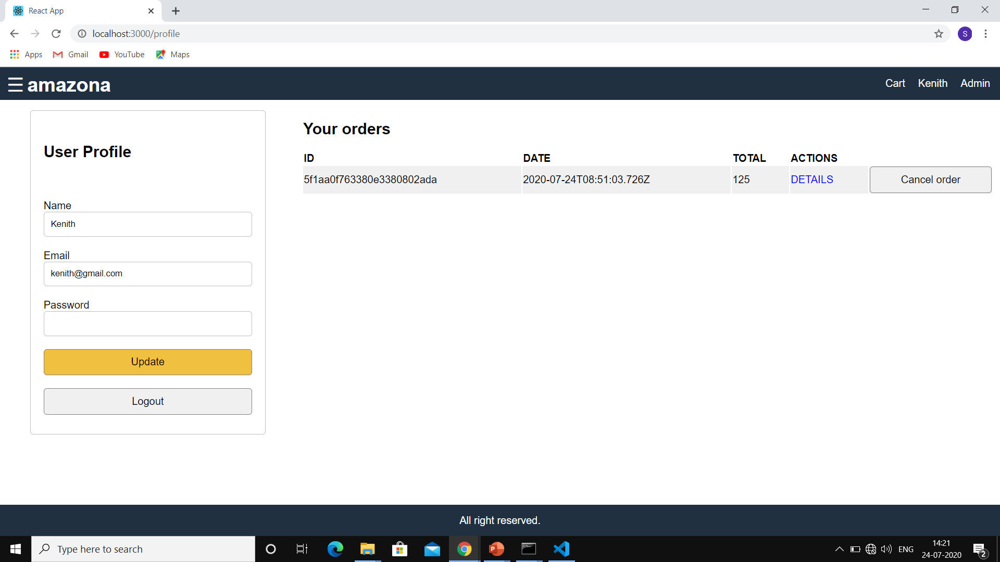 React App
localhost:3000/profile
S
Apps Gmail YouTube Maps
amazona
Cart Kenith Admin
User Profile
Name
Kenith
Email
kenith@gmail.com
Password
Update
Logout
Your orders
ID DATE TOTAL ACTIONS
5f1aa0f763380e3380802ada 2020-07-24T08:51:03.726Z 125 DETAILS Cancel order
All right reserved.
Type here to search
P
ENG
14:21
24-07-2020
2